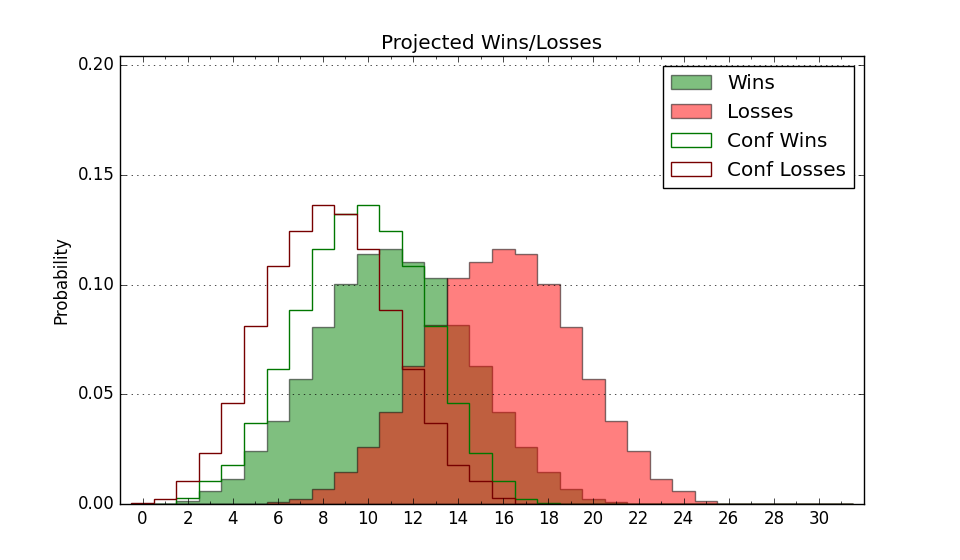 Projected Wins/Losses
0.20
0.15
0.10
0.05
0.00
Probability
Wins
Losses
Conf Wins
Conf Losses
0 2 4 6 8 10 12 14 16 18 20 22 24 26 28 30